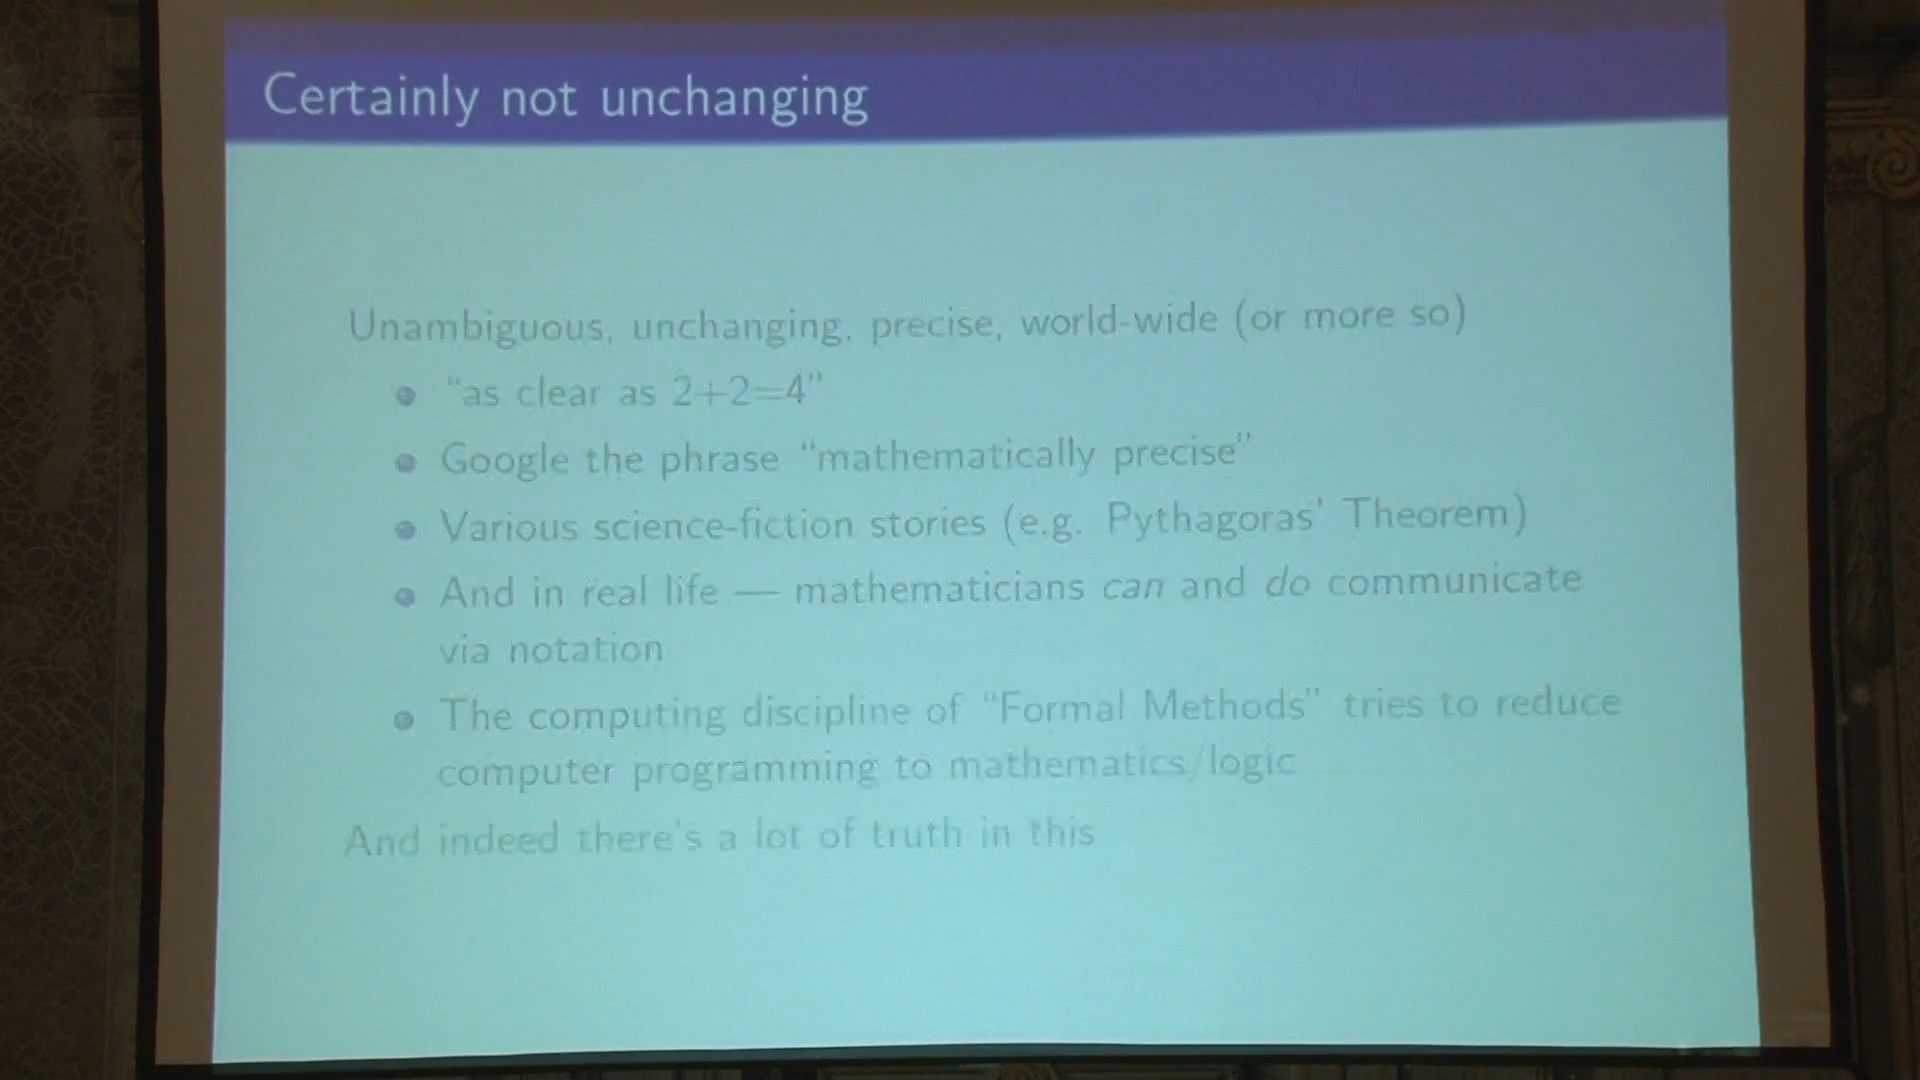 Certainly not unchanging
Unambiguous, unchanging, precise, world-wide (or more so)
“as clear as 2+2=4”
Google the phrase “mathematically precise”
Various science-fiction stories (e.g. Pythagoras’ Theorem)
And in real life — mathematicians can and do communicate
via notation
The computing discipline of “Formal Methods” tries to reduce
computer programming to mathematics/logic
And indeed there's a lot of truth in this